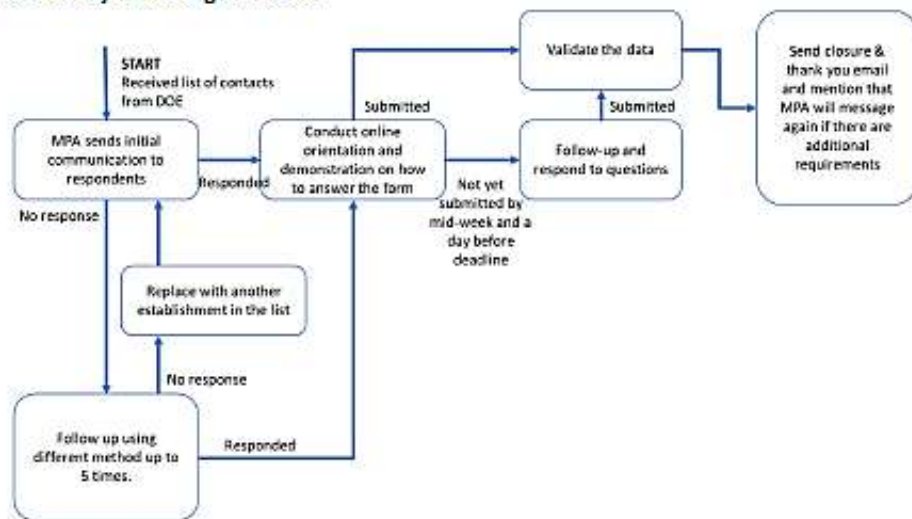 START
Received list of contacts
from DOE
MPA sends initial
communication to
respondents
Responded
No response
Conduct online
orientation and
demonstration on how
to answer the form
Submitted
Not yet
submitted by
mid-week and a
day before
deadline
Validate the data
Submitted
Follow-up and
respond to questions
Send closure &
thank you email
and mention that
MPA will message
again if there are
additional
requirements
Replace with another
establishment in the list
No response
Follow up using
different method up to
5 times.
Responded